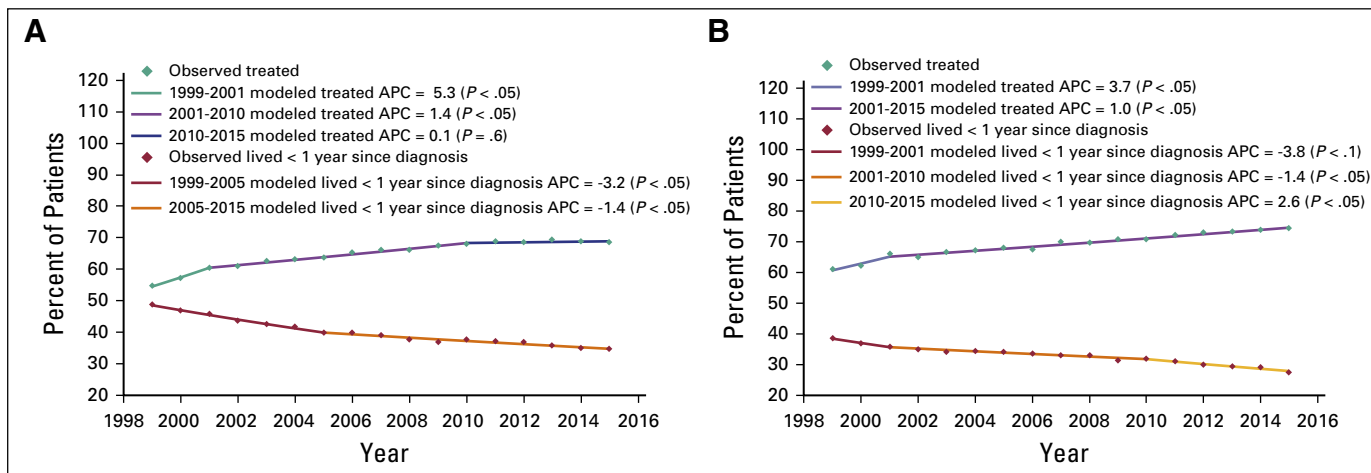 A
Observed treated
1999-2001 modeled treated APC = 5.3 (P < .05)
2001-2010 modeled treated APC = 1.4 (P < .05)
2010-2015 modeled treated APC = 0.1 (P = .6)
Observed lived < 1 year since diagnosis
1999-2005 modeled lived < 1 year since diagnosis APC = -3.2 (P < .05)
2005-2015 modeled lived < 1 year since diagnosis APC = -1.4 (P < .05)
Percent of Patients
120
110
100
90
80
70
60
50
40
30
20
1998 2000 2002 2004 2006 2008 2010 2012 2014 2016
Year
B
Observed treated
1999-2001 modeled treated APC = 3.7 (P < .05)
2001-2015 modeled treated APC = 1.0 (P < .05)
Observed lived < 1 year since diagnosis
1999-2001 modeled lived < 1 year since diagnosis APC = -3.8 (P < .1)
2001-2010 modeled lived < 1 year since diagnosis APC = -1.4 (P < .05)
2010-2015 modeled lived < 1 year since diagnosis APC = 2.6 (P < .05)
Percent of Patients
120
110
100
90
80
70
60
50
40
30
20
1998 2000 2002 2004 2006 2008 2010 2012 2014 2016
Year